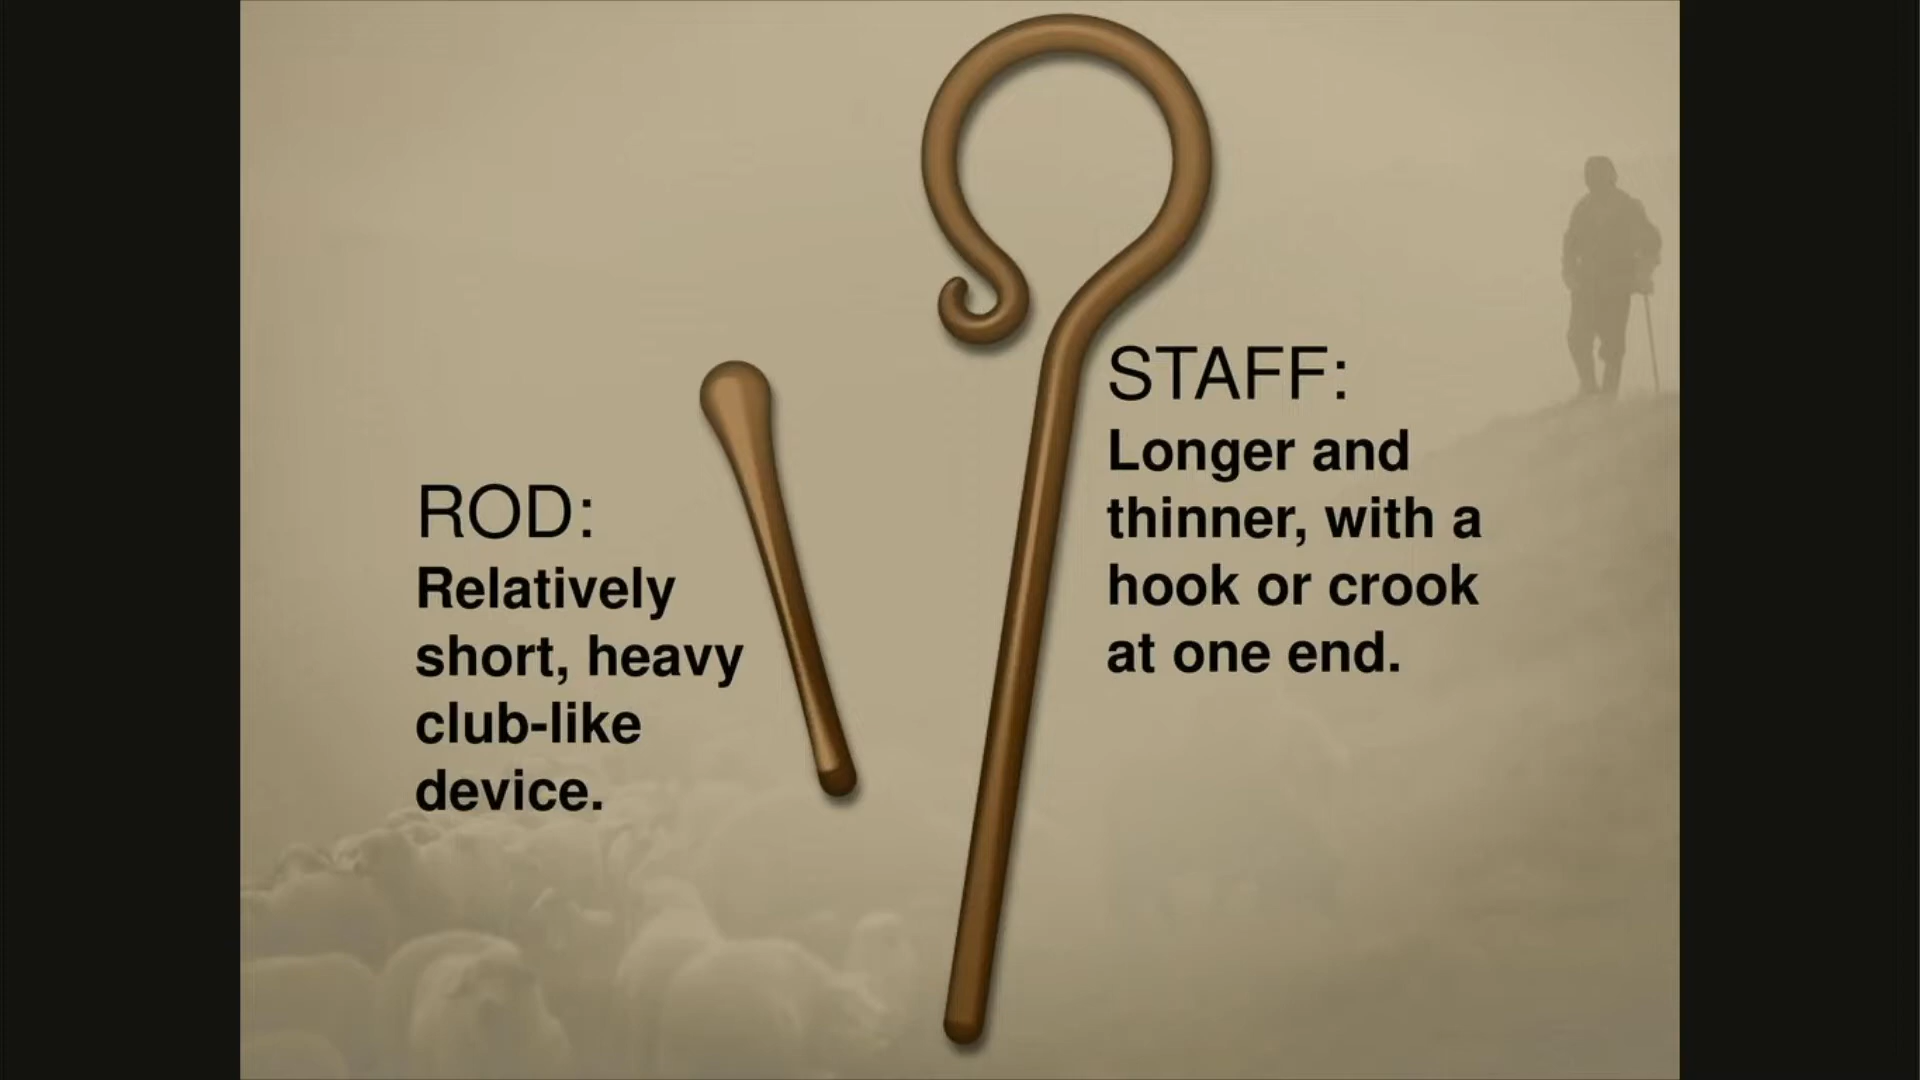 ROD:
Relatively
short, heavy
club-like
device.
STAFF:
Longer and
thinner, with a
hook or crook
at one end.